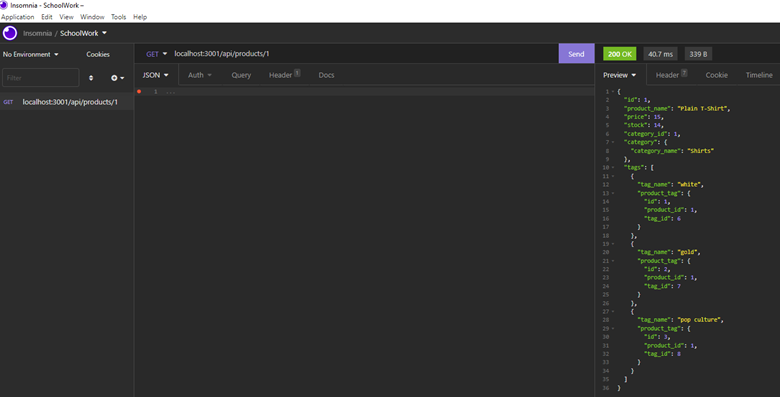 Insomnia - SchoolWork –
Application Edit View Window Tools Help
Insomnia / SchoolWork
No Environment Cookies
Filter
GET localhost:3001/api/products/1
GET localhost:3001/api/products/1 Send
JSON Auth Query Header 1 Docs
1 ...
200 OK 40.7 ms 339 B
Preview Header 7 Cookie Timeline
1 {
2 "id": 1,
3 "product_name": "Plain T-Shirt",
4 "price": 15,
5 "stock": 14,
6 "category_id": 1,
7 "category": {
8 "category_name": "Shirts"
9 },
10 "tags": [
11 {
12 "tag_name": "white",
13 "product_tag": {
14 "id": 1,
15 "product_id": 1,
16 "tag_id": 6
17 }
18 },
19 {
20 "tag_name": "gold",
21 "product_tag": {
22 "id": 2,
23 "product_id": 1,
24 "tag_id": 7
25 }
26 },
27 {
28 "tag_name": "pop culture",
29 "product_tag": {
30 "id": 3,
31 "product_id": 1,
32 "tag_id": 8
33 }
34 }
35 ]
36 }